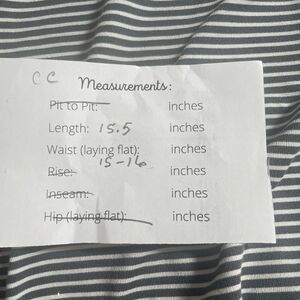 CC
Measurements:
Pit to Pit: inches
Length: 15.5 inches
Waist (laying flat): inches
15-16
Rise: inches
Inseam: inches
Hip (laying flat): inches